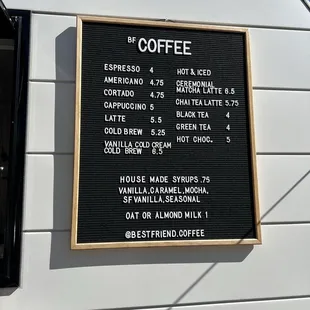 BF COFFEE
ESPRESSO 4
AMERICANO 4.75
CORTADO 4.75
CAPPUCCINO 5
LATTE 5.5
COLD BREW 5.25
VANILLA COLD CREAM
COLD BREW 6.5
HOT & ICED
CEREMONIAL
MATCHA LATTE 6.5
CHAI TEA LATTE 5.75
BLACK TEA 4
GREEN TEA 4
HOT CHOC. 5
HOUSE MADE SYRUPS .75
VANILLA,CARAMEL,MOCHA,
SF VANILLA,SEASONAL
OAT OR ALMOND MILK 1
@BESTFRIEND.COFFEE